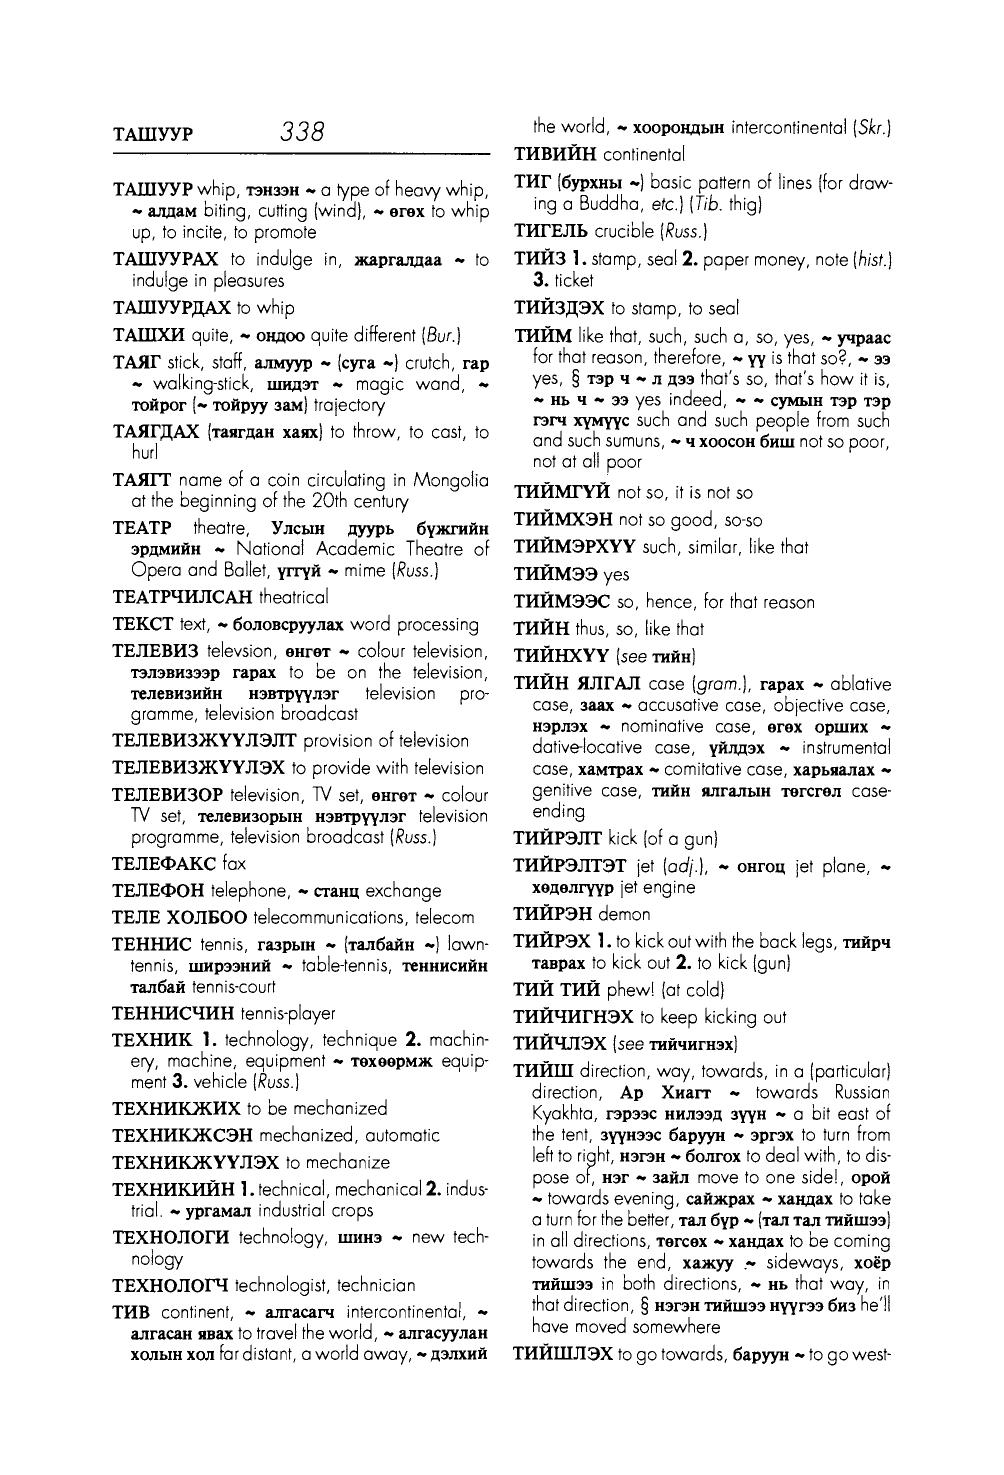 ТАШУУР 338
ТАШУУР whip, тэнзэн ~ a type of heavy whip,
~ алдам biting, cutting (wind), ~ өгөх to whip
up, to incite, to promote
ТАШУУРАХ to indulge in, жаргалдаа ~ to
indulge in pleasures
ТАШУУРДАХ to whip
ТАШХИ quite, ~ ондоо quite different (Bur.)
ТАЯГ stick, staff, алмуур ~ (суга ~) crutch, гар
~ walking-stick, шидэт ~ magic wand, ~
тойрог (~ тойруу зам) trajectory
ТАЯГДАХ (таягдан хаях) to throw, to cast, to
hurl
ТАЯГТ name of a coin circulating in Mongolia
at the beginning of the 20th century
ТЕАТР theatre, Улсын дуурь бүжгийн
эрдмийн ~ National Academic Theatre of
Opera and Ballet, үггүй ~ mime (Russ.)
ТЕАТРЧИЛСАН theatrical
ТЕКСТ text, ~ боловсруулах word processing
ТЕЛЕВИЗ televsion, өнгөт ~ colour television,
тэлэвизээр гарах to be on the television,
телевизийн нэвтрүүлэг television pro-
gramme, television broadcast
ТЕЛЕВИЗЖҮҮЛЭЛТ provision of television
ТЕЛЕВИЗЖҮҮЛЭХ to provide with television
ТЕЛЕВИЗОР television, TV set, өнгөт ~ colour
TV set, телевизорын нэвтрүүлэг television
programme, television broadcast (Russ.)
ТЕЛЕФАКС fax
ТЕЛЕФОН telephone, ~ станц exchange
ТЕЛЕ ХОЛБОО telecommunications, telecom
ТЕННИС tennis, газрын ~ (талбайн ~) lawn-
tennis, ширээний ~ table-tennis, теннисийн
талбай tennis-court
ТЕННИСЧИН tennis-player
ТЕХНИК 1. technology, technique 2. machin-
ery, machine, equipment ~ төхөөрмж equip-
ment 3. vehicle (Russ.)
ТЕХНИКЖИХ to be mechanized
ТЕХНИКЖСЭН mechanized, automatic
ТЕХНИКЖҮҮЛЭХ to mechanize
ТЕХНИКИЙН 1. technical, mechanical 2. indus-
trial. ~ ургамал industrial crops
ТЕХНОЛОГИ technology, шинэ ~ new tech-
nology
ТЕХНОЛОГЧ technologist, technician
ТИВ continent, ~ алгасагч intercontinental, ~
алгасан явах to travel the world, ~ алгасуулан
холын хол far distant, a world away, ~ дэлхий
the world, ~ хоорондын intercontinental (Skr.)
ТИВИЙН continental
ТИГ (бурхны ~) basic pattern of lines (for draw-
ing a Buddha, etc.) (Tib. thig)
ТИГЕЛЬ crucible (Russ.)
ТИЙЗ 1. stamp, seal 2. paper money, note (hist.)
3. ticket
ТИЙЗДЭХ to stamp, to seal
ТИЙМ like that, such, such a, so, yes, ~ учраас
for that reason, therefore, ~ үү is that so?, ~ ээ
yes, § тэр ч ~ л дээ that's so, that's how it is,
~ нь ч ~ ээ yes indeed, ~ ~ сумын тэр тэр
гэгч хүмүүс such and such people from such
and such sumuns, ~ ч хоосон биш not so poor,
not at all poor
ТИЙМГҮЙ not so, it is not so
ТИЙМХЭН not so good, so-so
ТИЙМЭРХҮҮ such, similar, like that
ТИЙМЭЭ yes
ТИЙМЭЭС so, hence, for that reason
ТИЙН thus, so, like that
ТИЙНХҮҮ (see тийн)
ТИЙН ЯЛГАЛ case (gram.), гарах ~ ablative
case, заах ~ accusative case, objective case,
нэрлэх ~ nominative case, өгөх орших ~
dative-locative case, үйлдэх ~ instrumental
case, хамтрах ~ comitative case, харьяалах ~
genitive case, тийн ялгалын төгсгөл case-
ending
ТИЙРЭЛТ kick (of a gun)
ТИЙРЭЛТЭТ jet (adj.), ~ онгоц jet plane, ~
хөдөлгүүр jet engine
ТИЙРЭН demon
ТИЙРЭХ 1. to kick out with the back legs, тийрч
таврах to kick out 2. to kick (gun)
ТИЙ ТИЙ phew! (at cold)
ТИЙЧИГНЭХ to keep kicking out
ТИЙЧЛЭХ (see тийчигнэх)
ТИЙШ direction, way, towards, in a (particular)
direction, Ар Хиагт ~ towards Russian
Kyakhta, гэрээс нилээд зүүн ~ a bit east of
the tent, зүүнээс баруун ~ эргэх to turn from
left to right, нэгэн ~ болгох to deal with, to dis-
pose of, нэг ~ зайл move to one side!, орой
~ towards evening, сайжрах ~ хандах to take
a turn for the better, тал бүр ~ (тал тал тийшээ)
in all directions, төгсөх ~ хандах to be coming
towards the end, хажуу ~ sideways, хоёр
тийшээ in both directions, ~ нь that way, in
that direction, § нэгэн тийшээ нүүгээ биз he'll
have moved somewhere
ТИЙШЛЭХ to go towards, баруун ~ to go west-